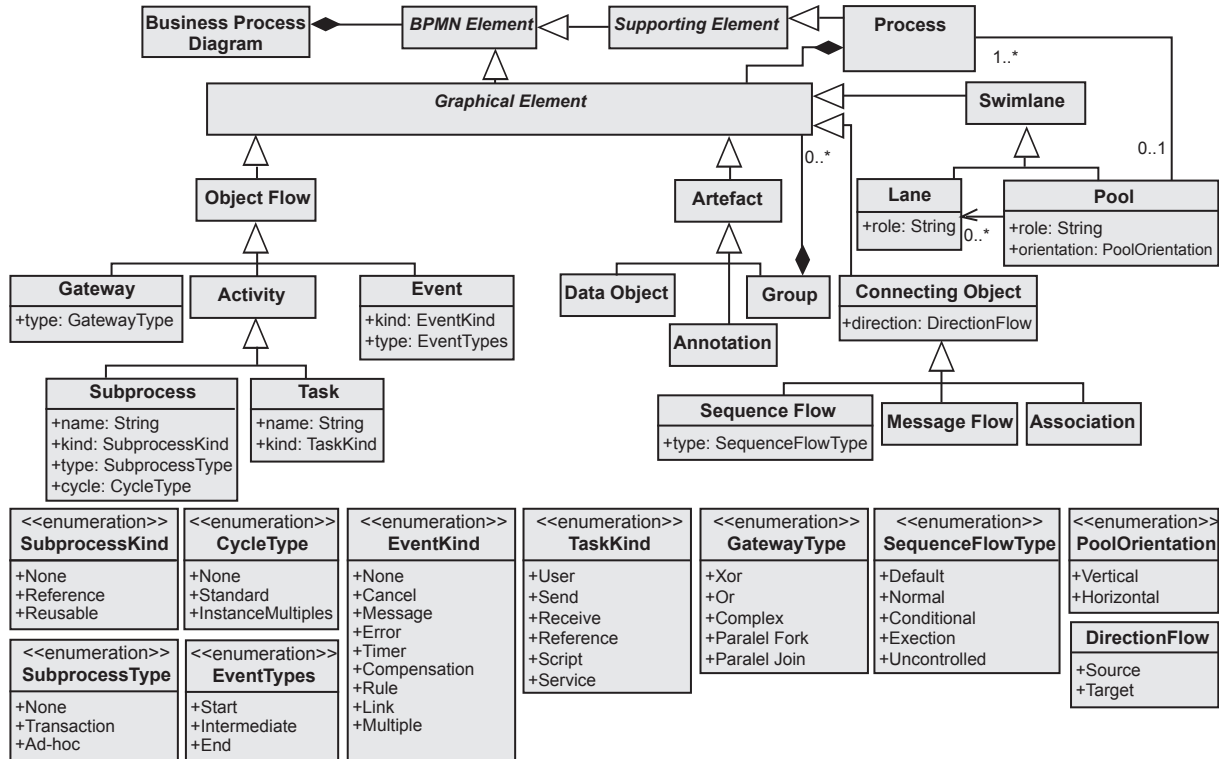 Business Process
Diagram
BPMN Element
Supporting Element
Process
1..*
Graphical Element
Swimlane
0..*
0..1
Object Flow
Artefact
Lane
+role: String
0..*
Pool
+role: String
+orientation: PoolOrientation
Gateway
+type: GatewayType
Activity
Event
+kind: EventKind
+type: EventTypes
Data Object
Group
Annotation
Connecting Object
+direction: DirectionFlow
Subprocess
+name: String
+kind: SubprocessKind
+type: SubprocessType
+cycle: CycleType
Task
+name: String
+kind: TaskKind
Sequence Flow
+type: SequenceFlowType
Message Flow
Association
<<enumeration>>
SubprocessKind
+None
+Reference
+Reusable
<<enumeration>>
CycleType
+None
+Standard
+InstanceMultiples
<<enumeration>>
EventKind
+None
+Cancel
+Message
+Error
+Timer
+Compensation
+Rule
+Link
+Multiple
<<enumeration>>
TaskKind
+User
+Send
+Receive
+Reference
+Script
+Service
<<enumeration>>
GatewayType
+Xor
+Or
+Complex
+Paralel Fork
+Paralel Join
<<enumeration>>
SequenceFlowType
+Default
+Normal
+Conditional
+Exection
+Uncontrolled
<<enumeration>>
PoolOrientation
+Vertical
+Horizontal
<<enumeration>>
SubprocessType
+None
+Transaction
+Ad-hoc
<<enumeration>>
EventTypes
+Start
+Intermediate
+End
DirectionFlow
+Source
+Target